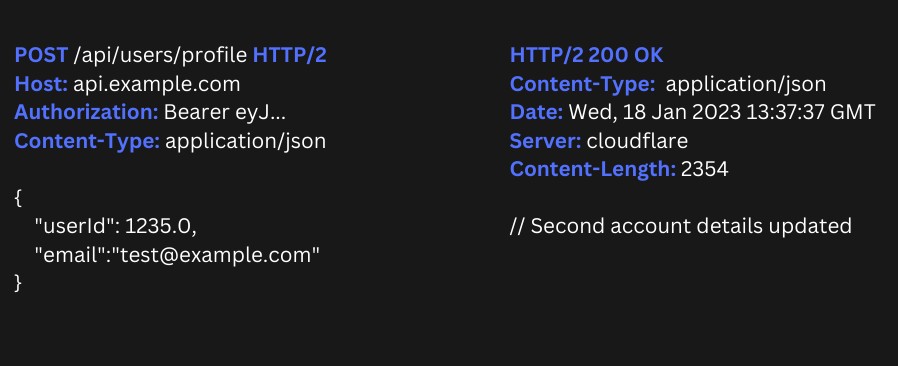 POST /api/users/profile HTTP/2
Host: api.example.com
Authorization: Bearer eyJ...
Content-Type: application/json
{
"userId": 1235.0,
"email":"test@example.com"
}
HTTP/2 200 OK
Content-Type:  application/json
Date: Wed, 18 Jan 2023 13:37:37 GMT
Server: cloudflare
Content-Length: 2354
// Second account details updated